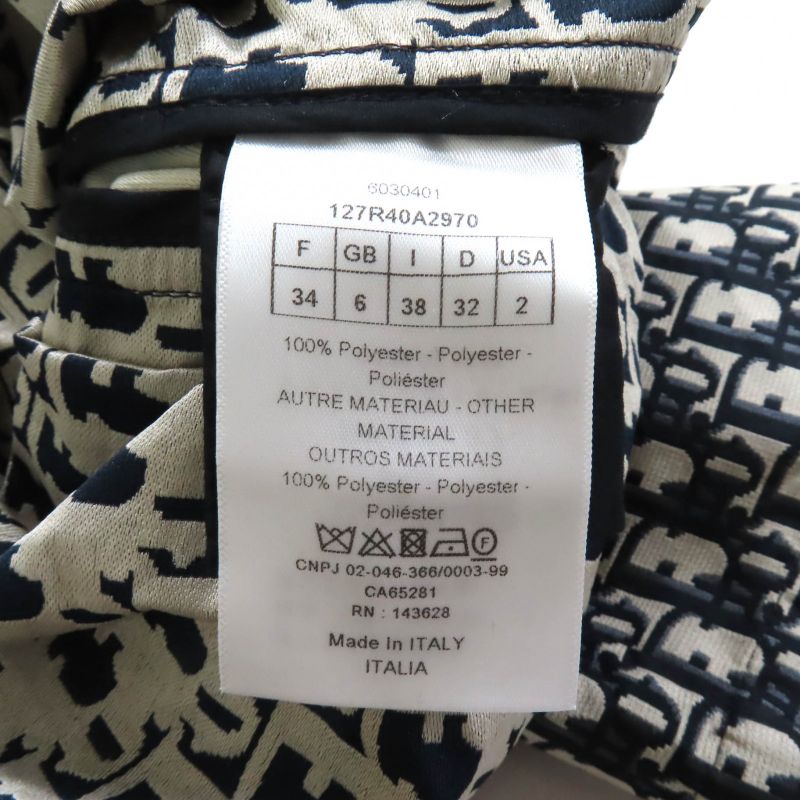 6030401
127R40A2970
F GB I D USA
34 6 38 32 2
100% Polyester - Polyester -
Poliéster
AUTRE MATERIAU - OTHER
MATERIAL
OUTROS MATERIAIS
100% Polyester - Polyester -
Poliéster
F
CNPJ 02-046-366/0003-99
CA65281
RN : 143628
Made in ITALY
ITALIA